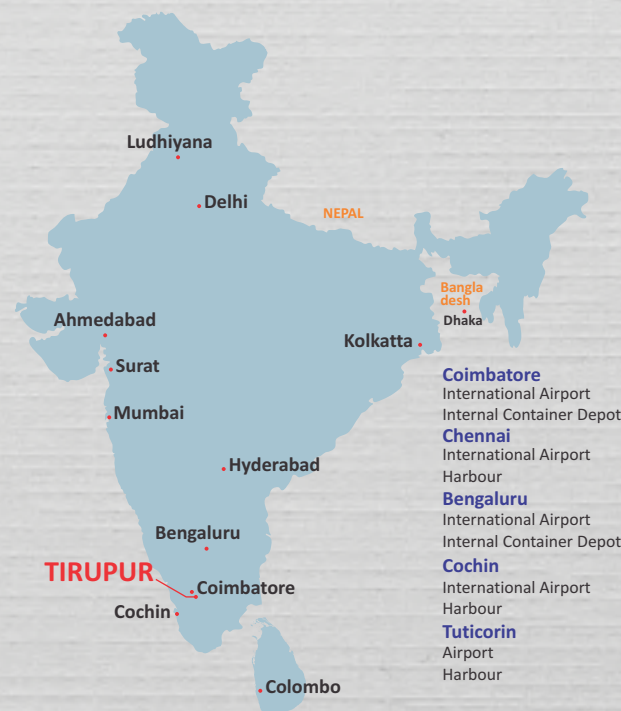 Ludhiyana
Delhi
NEPAL
Bangla
desh
Dhaka
Ahmedabad
Kolkatta
Surat
Mumbai
Hyderabad
Bengaluru
TIRUPUR
Coimbatore
Cochin
Colombo
Coimbatore
International Airport
Internal Container Depot
Chennai
International Airport
Harbour
Bengaluru
International Airport
Internal Container Depot
Cochin
International Airport
Harbour
Tuticorin
Airport
Harbour